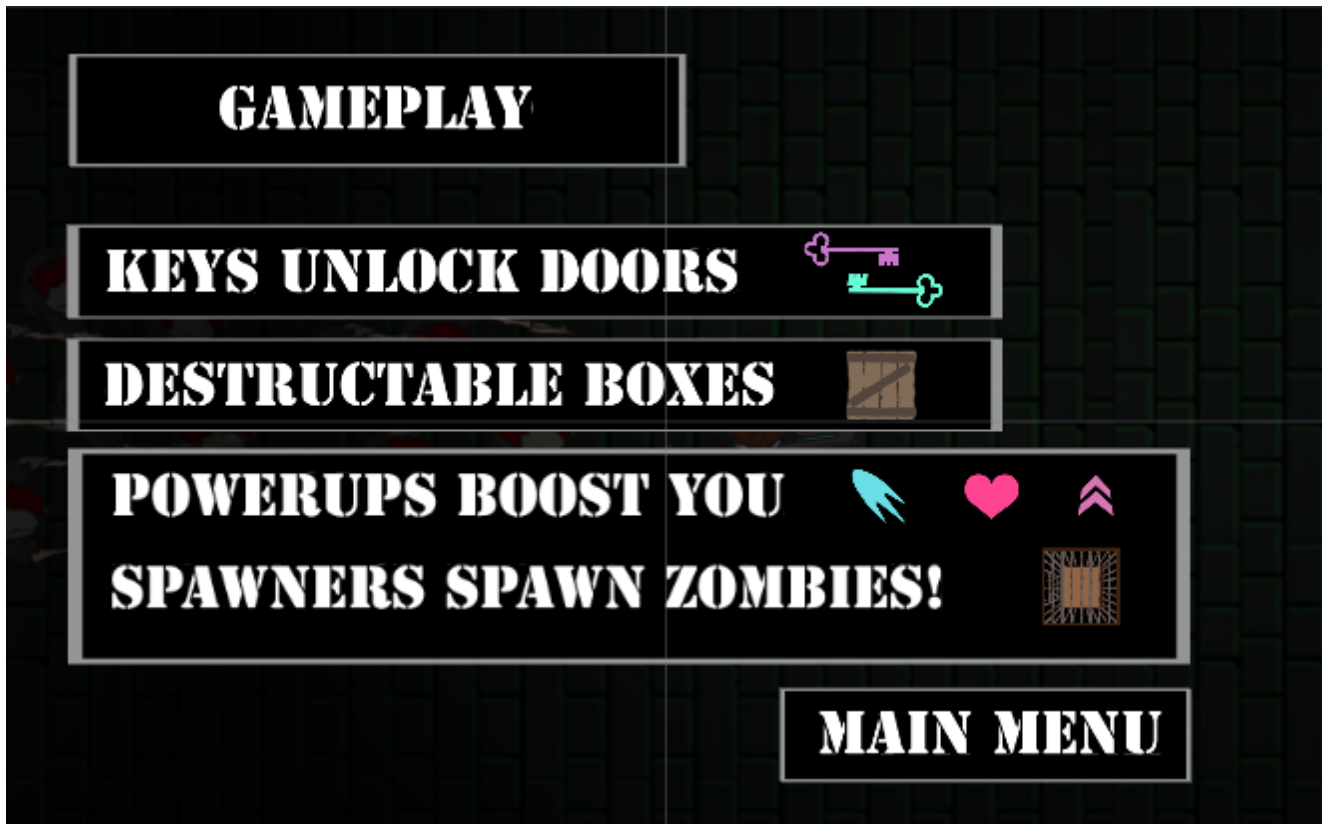 GAMEPLAY
KEYS UNLOCK DOORS
DESTRUCTABLE BOXES
POWERUPS BOOST YOU
SPAWNERS SPAWN ZOMBIES!
MAIN MENU